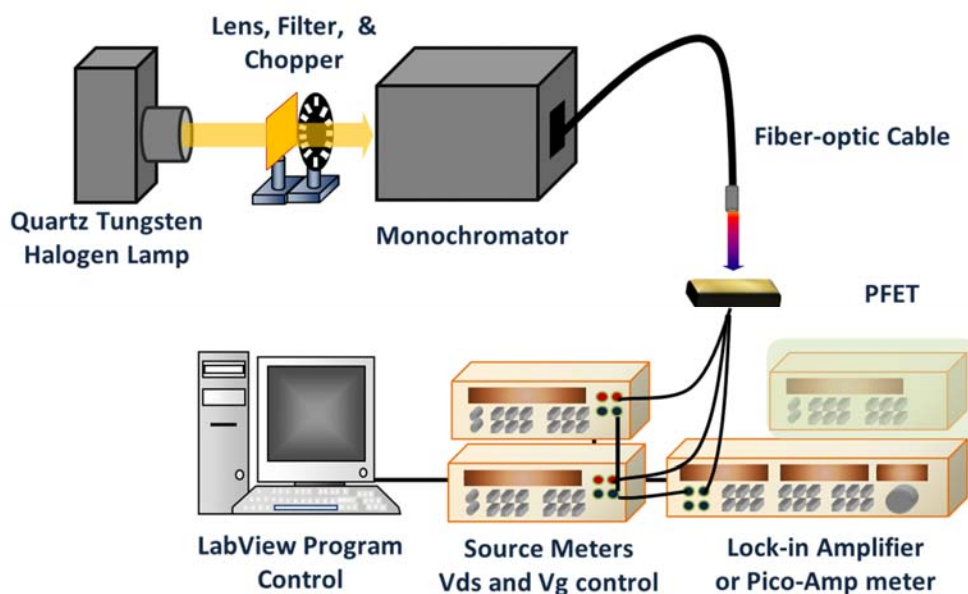 Lens, Filter, &
Chopper
Fiber-optic Cable
Quartz Tungsten
Halogen Lamp
Monochromator
PFET
LabView Program
Control
Source Meters
Vds and Vg control
Lock-in Amplifier
or Pico-Amp meter